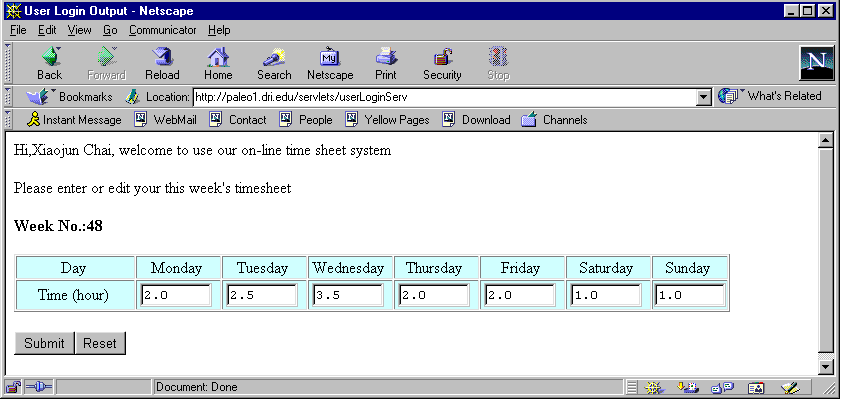 User Login Output - Netscape
File Edit View Go Communicator Help
Back Forward Reload Home Search Netscape Print Security Stop
My
N
Bookmarks Location: http://paleo1.dri.edu/servlets/userLoginServ What's Related
Instant Message WebMail Contact People Yellow Pages Download Channels
Hi,Xiaojun Chai, welcome to use our on-line time sheet system
Please enter or edit your this week's timesheet
Week No.:48
Day Monday Tuesday Wednesday Thursday Friday Saturday Sunday
Time (hour) 2.0 2.5 3.5 2.0 2.0 1.0 1.0
Submit Reset
Document: Done